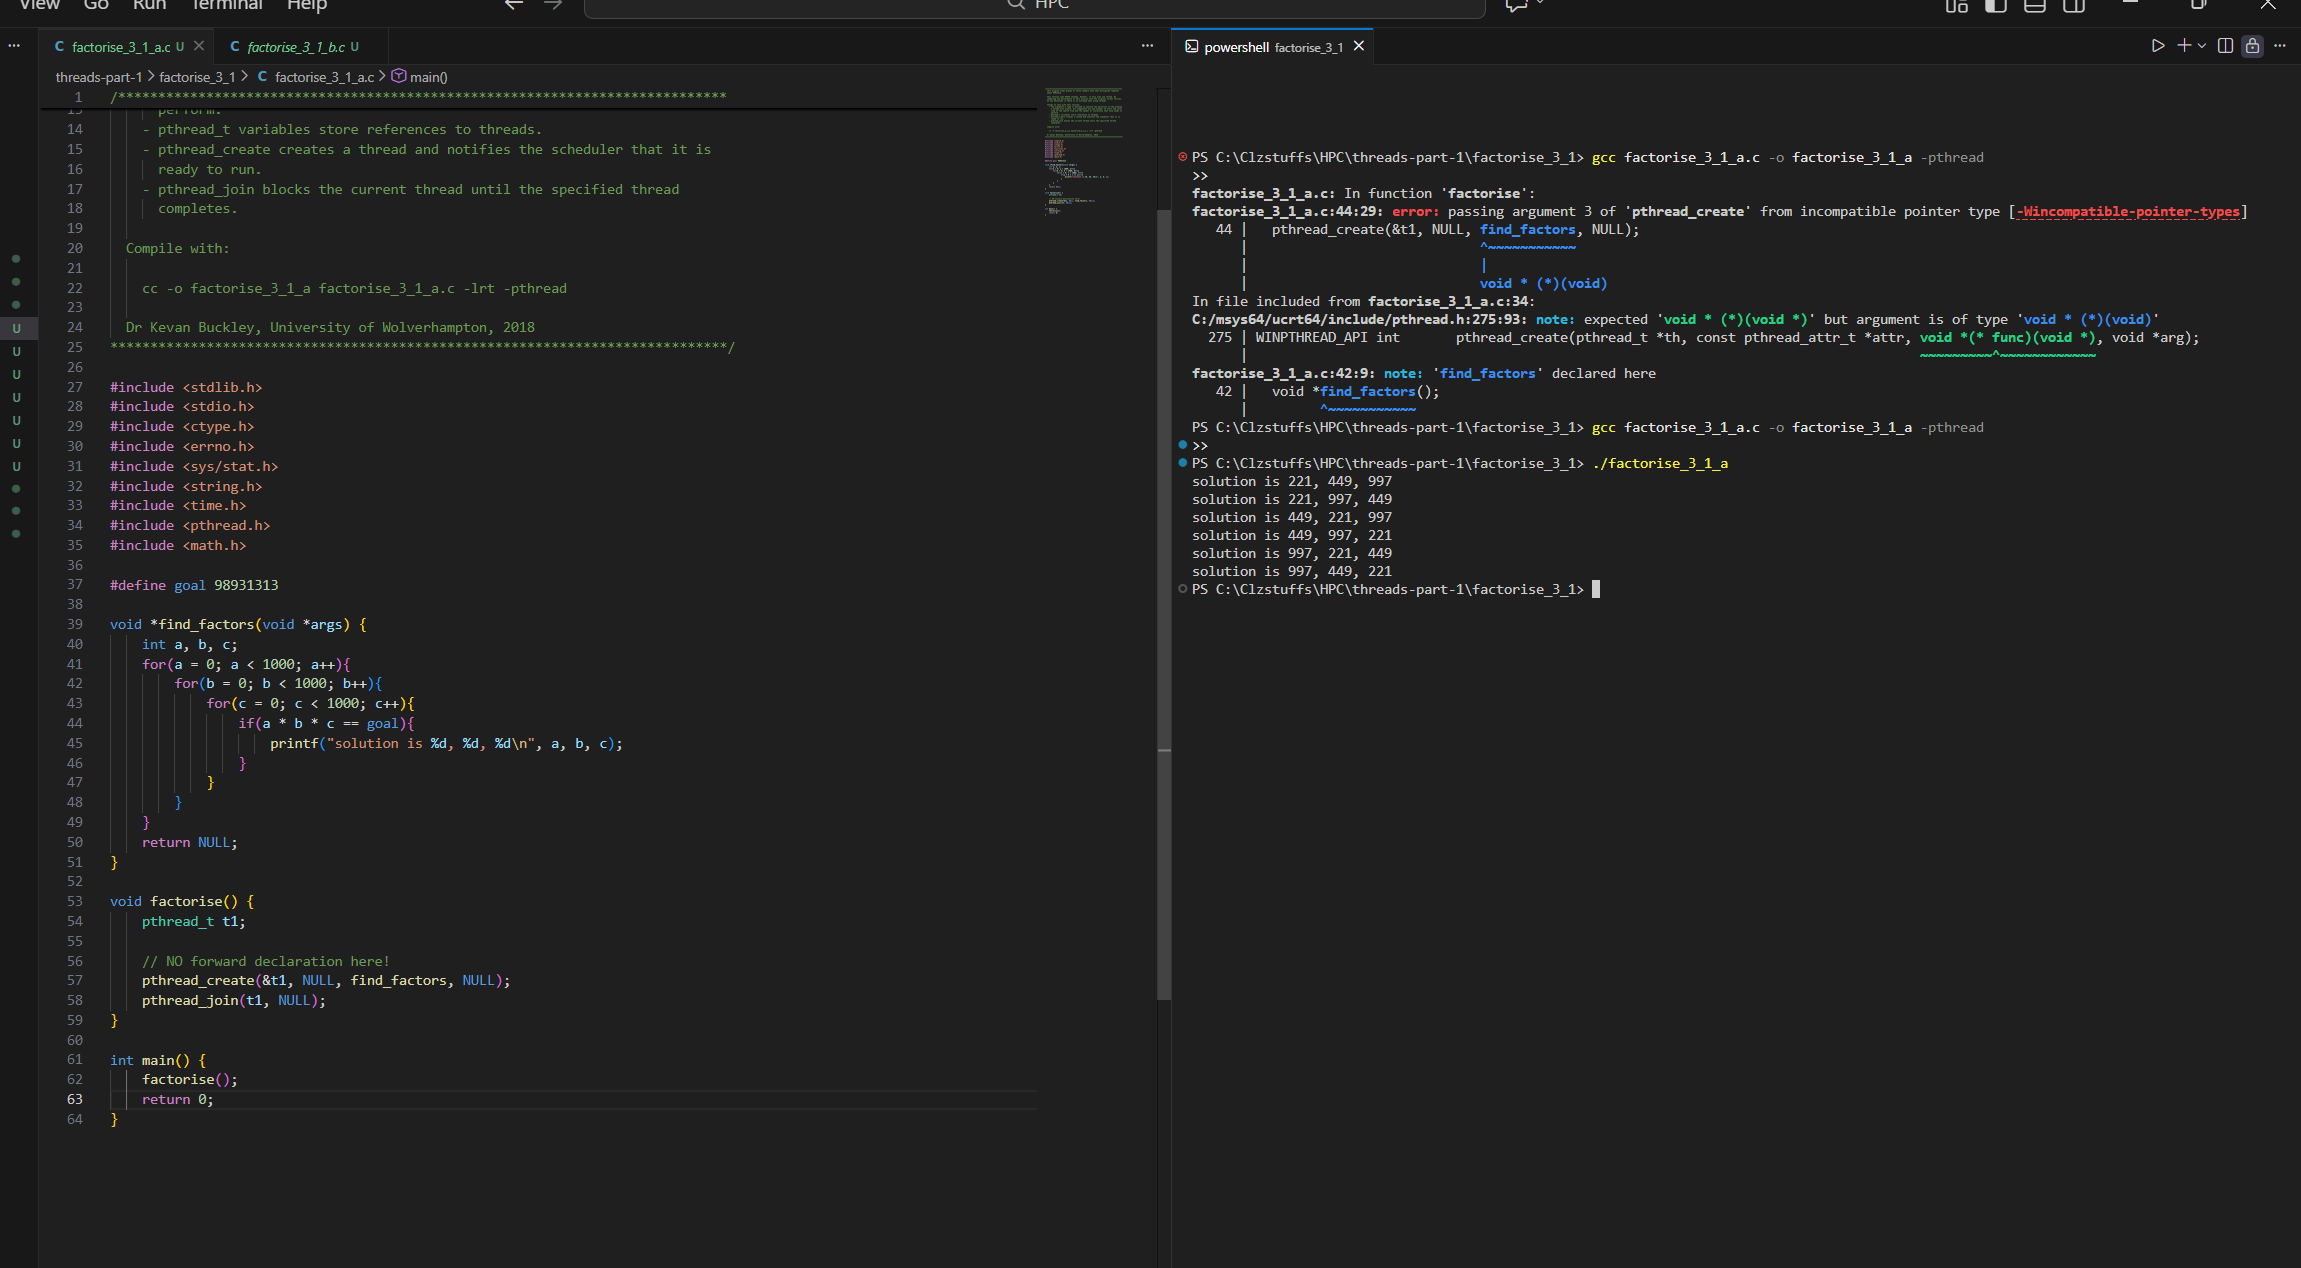 View Go Run Terminal Help
HPC
factorise_3_1_a.c U
factorise_3_1_b.c U
threads-part-1 > factorise_3_1 > C factorise_3_1_a.c > main()
1 /*****************************************************************************
13 perform.
14 - pthread_t variables store references to threads.
15 - pthread_create creates a thread and notifies the scheduler that it is
16 ready to run.
17 - pthread_join blocks the current thread until the specified thread
18 completes.
19
20 Compile with:
21
22 cc -o factorise_3_1_a factorise_3_1_a.c -lrt -pthread
23
24 Dr Kevan Buckley, University of Wolverhampton, 2018
25 *****************************************************************************/
26
27 #include <stdlib.h>
28 #include <stdio.h>
29 #include <ctype.h>
30 #include <errno.h>
31 #include <sys/stat.h>
32 #include <string.h>
33 #include <time.h>
34 #include <pthread.h>
35 #include <math.h>
36
37 #define goal 98931313
38
39 void *find_factors(void *args) {
40 int a, b, c;
41 for(a = 0; a < 1000; a++){
42 for(b = 0; b < 1000; b++){
43 for(c = 0; c < 1000; c++){
44 if(a * b * c == goal){
45 printf("solution is %d, %d, %d\n", a, b, c);
46 }
47 }
48 }
49 }
50 return NULL;
51 }
52
53 void factorise() {
54 pthread_t t1;
55
56 // NO forward declaration here!
57 pthread_create(&t1, NULL, find_factors, NULL);
58 pthread_join(t1, NULL);
59 }
60
61 int main() {
62 factorise();
63 return 0;
64 }
powershell factorise_3_1
PS C:\Clzstuffs\HPC\threads-part-1\factorise_3_1> gcc factorise_3_1_a.c -o factorise_3_1_a -pthread
>>
factorise_3_1_a.c: In function 'factorise':
factorise_3_1_a.c:44:29: error: passing argument 3 of 'pthread_create' from incompatible pointer type [-Wincompatible-pointer-types]
44 | pthread_create(&t1, NULL, find_factors, NULL);
| ^~~~~~~~~~~~
| |
| void * (*)(void)
In file included from factorise_3_1_a.c:34:
C:/msys64/ucrt64/include/pthread.h:275:93: note: expected 'void * (*)(void *)' but argument is of type 'void * (*)(void)'
275 | WINPTHREAD_API int pthread_create(pthread_t *th, const pthread_attr_t *attr, void *(* func)(void *), void *arg);
| ~~~~~~~~~^~~~~~~~~~~~~
factorise_3_1_a.c:42:9: note: 'find_factors' declared here
42 | void *find_factors();
| ^~~~~~~~~~~~
PS C:\Clzstuffs\HPC\threads-part-1\factorise_3_1> gcc factorise_3_1_a.c -o factorise_3_1_a -pthread
>>
PS C:\Clzstuffs\HPC\threads-part-1\factorise_3_1> ./factorise_3_1_a
solution is 221, 449, 997
solution is 221, 997, 449
solution is 449, 221, 997
solution is 449, 997, 221
solution is 997, 221, 449
solution is 997, 449, 221
PS C:\Clzstuffs\HPC\threads-part-1\factorise_3_1>
U
U
U
U
U
U
U